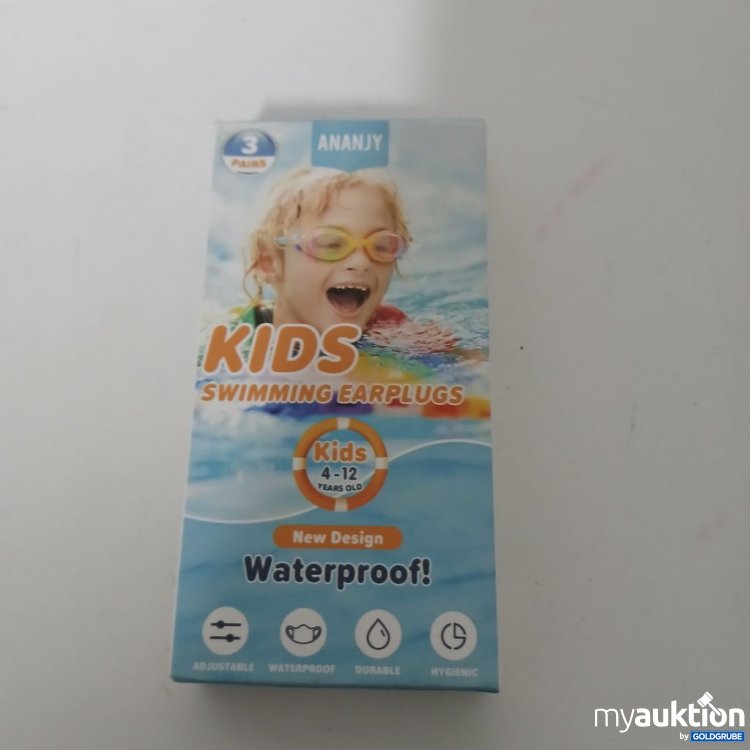 3
PAIRS
ANANJY
KIDS
SWIMMING EARPLUGS
Kids
4-12
YEARS OLD
New Design
Waterproof!
ADJUSTABLE WATERPROOF DURABLE HYGIENIC
myauktion
by GOLDGRUBE